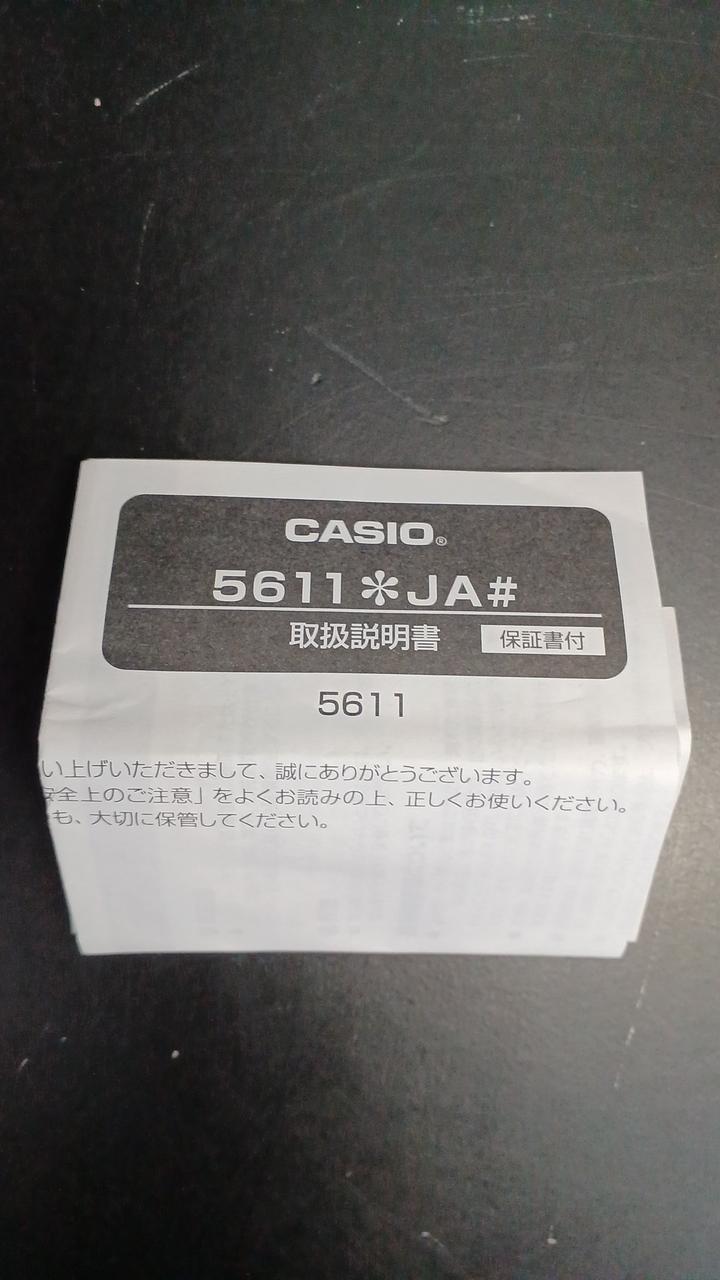 CASIO®
5611✽JA#
取扱説明書 保証書付
5611
い上げいただきまして、誠にありがとうございます。
安全上のご注意」をよくお読みの上、正しくお使いください。
も、大切に保管してください。